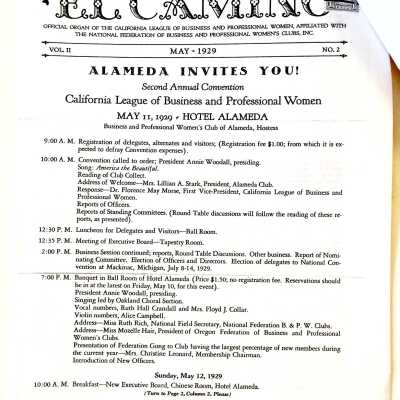 "EL CAMINO"
OFFICIAL ORGAN OF THE CALIFORNIA LEAGUE OF BUSINESS AND PROFESSIONAL WOMEN, AFFILIATED WITH
THE NATIONAL FEDERATION OF BUSINESS AND PROFESSIONAL WOMEN'S CLUBS, INC.
VOL. II MAY · 1929 NO. 2
ALAMEDA INVITES YOU!
Second Annual Convention
California League of Business and Professional Women
MAY 11, 1929 · HOTEL ALAMEDA
Business and Professional Women's Club of Alameda, Hostess
9:00 A. M. Registration of delegates, alternates and visitors; (Registration fee $1.00; from which it is ex-
pected to defray Convention expenses).
10:00 A. M. Convention called to order; President Annie Woodall, presiding.
Song: America the Beautiful.
Reading of Club Collect.
Address of Welcome—Mrs. Lillian A. Stark, President, Alameda Club.
Response—Dr. Florence May Morse, First Vice-President, California League of Business and
Professional Women.
Reports of Officers.
Reports of Standing Committees. (Round Table discussions will follow the reading of these re-
ports, as presented).
12:30 P. M. Luncheon for Delegates and Visitors—Ball Room.
12:35 P. M. Meeting of Executive Board—Tapestry Room.
2:00 P. M. Business Session continued; reports, Round Table Discussions. Other business. Report of Nomi-
nating Committee. Election of Officers and Directors. Election of delegates to National Con-
vention at Mackinac, Michigan, July 8-14, 1929.
7:00 P. M. Banquet in Ball Room of Hotel Alameda (Price $1.50; no registration fee. Reservations should
be in at the latest on Friday, May 10, for this event).
President Annie Woodall, presiding.
Singing led by Oakland Choral Section.
Vocal numbers, Ruth Hall Crandall and Mrs. Floyd J. Collar.
Violin numbers, Alice Campbell.
Address—Miss Ruth Rich, National Field Secretary, National Federation B. & P. W. Clubs.
Address—Miss Mozelle Hair, President of Oregon Federation of Business and Professional
Women's Clubs.
Presentation of Federation Gong to Club having the largest percentage of new members during
the current year—Mrs. Christine Leonard, Membership Chairman.
Introduction of New Officers.
Sunday, May 12, 1929
10:00 A. M. Breakfast—New Executive Board, Chinese Room, Hotel Alameda.
(Turn to Page 2, Column 2, Please)